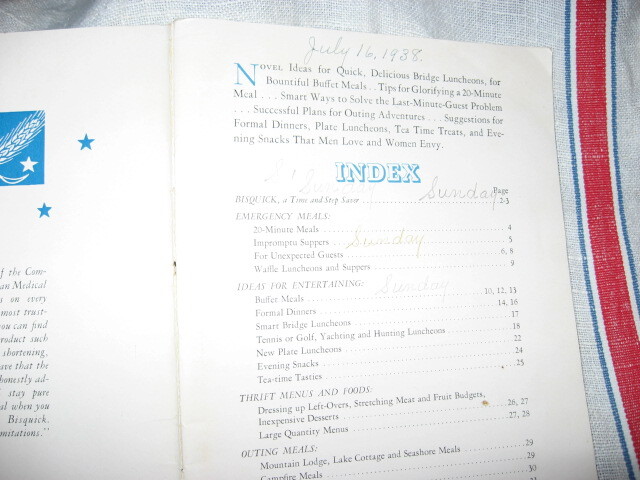 f the Com-
an Medical
s on every
most trust-
you can find
product such
shortening,
ave that the
honestly ad-
stay pure
al when you
Bisquick.
mitations."
July 16, 1938.
NOVEL IDEAS FOR QUICK, DELICIOUS BRIDGE LUNCHEONS, FOR
BOUNTIFUL BUFFET MEALS . . TIPS FOR GLORIFYING A 20-MINUTE
MEAL . . . SMART WAYS TO SOLVE THE LAST-MINUTE-GUEST PROBLEM
. . . SUCCESSFUL PLANS FOR OUTING ADVENTURES . . . SUGGESTIONS FOR
FORMAL DINNERS, PLATE LUNCHEONS, TEA TIME TREATS, AND EVE-
NING SNACKS THAT MEN LOVE AND WOMEN ENVY.
INDEX
Sunday Sunday
Page
BISQUICK, a Time and Step Saver 2-3
EMERGENCY MEALS:
20-Minute Meals 4
Impromptu Suppers Sunday 5
For Unexpected Guests 6, 8
Waffle Luncheons and Suppers 9
IDEAS FOR ENTERTAINING: Sunday
Buffet Meals 10, 12, 13
Formal Dinners 14, 16
Smart Bridge Luncheons 17
Tennis or Golf, Yachting and Hunting Luncheons 18
New Plate Luncheons 22
Evening Snacks 24
Tea-time Tasties 25
THRIFT MENUS AND FOODS:
Dressing up Left-Overs, Stretching Meat and Fruit Budgets,
Inexpensive Desserts 26, 27
Large Quantity Menus 27, 28
OUTING MEALS:
Mountain Lodge, Lake Cottage and Seashore Meals 29
Campfire Meals 29
30